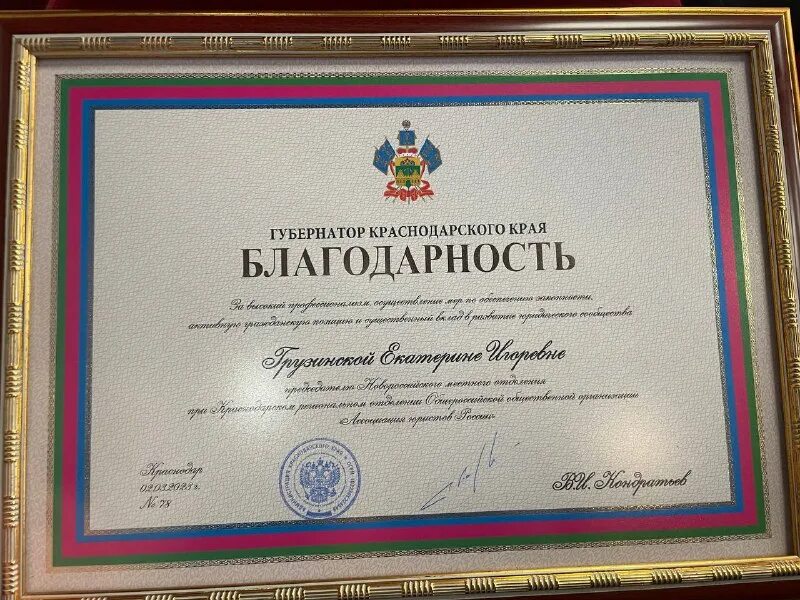 ГУБЕРНАТОР КРАСНОДАРСКОГО КРАЯ
БЛАГОДАРНОСТЬ
За высокий профессионализм, осуществление мер по обеспечению законности,
активную гражданскую позицию и существенный вклад в развитие юридического сообщества
Грузинской Екатерине Игоревне
председателю Новороссийского местного отделения
при Краснодарском региональном отделении Общероссийской общественной организации
«Ассоциация юристов России»
Краснодар
№ 78
В.И. Кондратьев